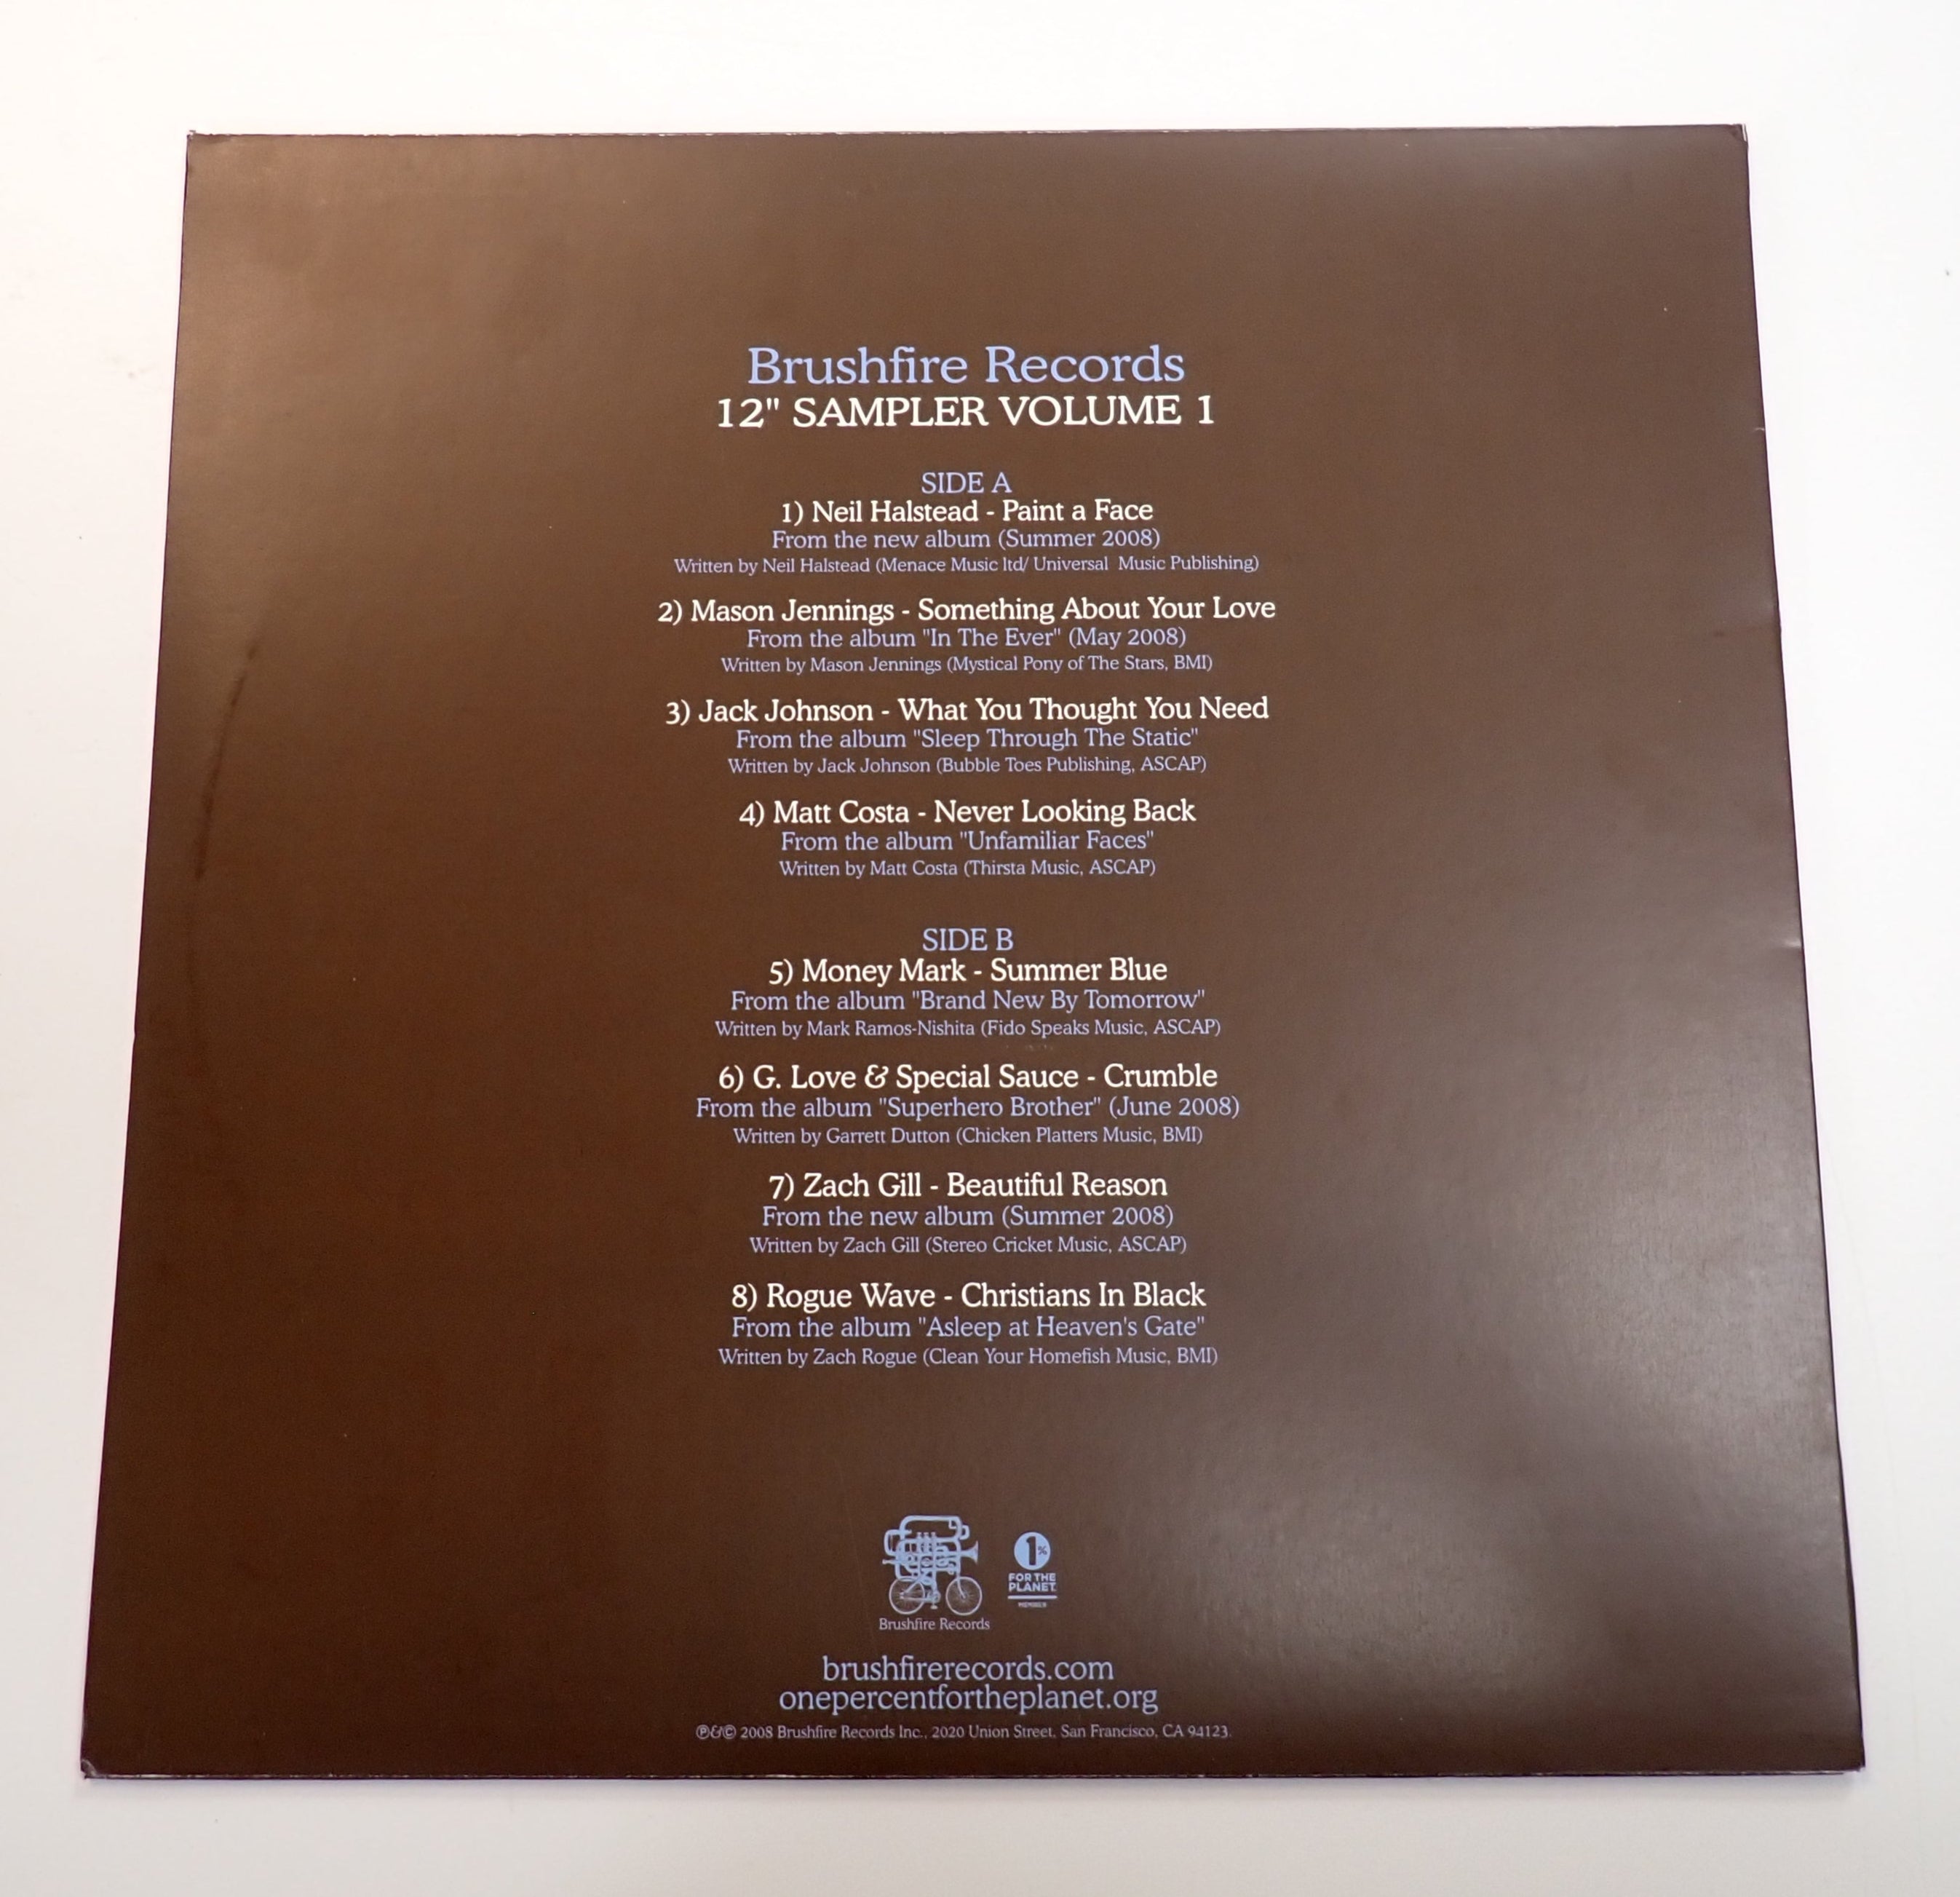 Brushfire Records
12" SAMPLER VOLUME 1
SIDE A
1) Neil Halstead - Paint a Face
From the new album (Summer 2008)
Written by Neil Halstead (Menace Music ltd/ Universal  Music Publishing)
2) Mason Jennings - Something About Your Love
From the album "In The Ever" (May 2008)
Written by Mason Jennings (Mystical Pony of The Stars, BMI)
3) Jack Johnson - What You Thought You Need
From the album "Sleep Through The Static"
Written by Jack Johnson (Bubble Toes Publishing, ASCAP)
4) Matt Costa - Never Looking Back
From the album "Unfamiliar Faces"
Written by Matt Costa (Thirsta Music, ASCAP)
SIDE B
5) Money Mark - Summer Blue
From the album "Brand New By Tomorrow"
Written by Mark Ramos-Nishita (Fido Speaks Music, ASCAP)
6) G. Love & Special Sauce - Crumble
From the album "Superhero Brother" (June 2008)
Written by Garrett Dutton (Chicken Platters Music, BMI)
7) Zach Gill - Beautiful Reason
From the new album (Summer 2008)
Written by Zach Gill (Stereo Cricket Music, ASCAP)
8) Rogue Wave - Christians In Black
From the album "Asleep at Heaven's Gate"
Written by Zach Rogue (Clean Your Homefish Music, BMI)
Brushfire Records
1%
FOR THE
PLANET
MEMBER
brushfirerecords.com
onepercentfortheplanet.org
℗&© 2008 Brushfire Records Inc., 2020 Union Street, San Francisco, CA 94123.